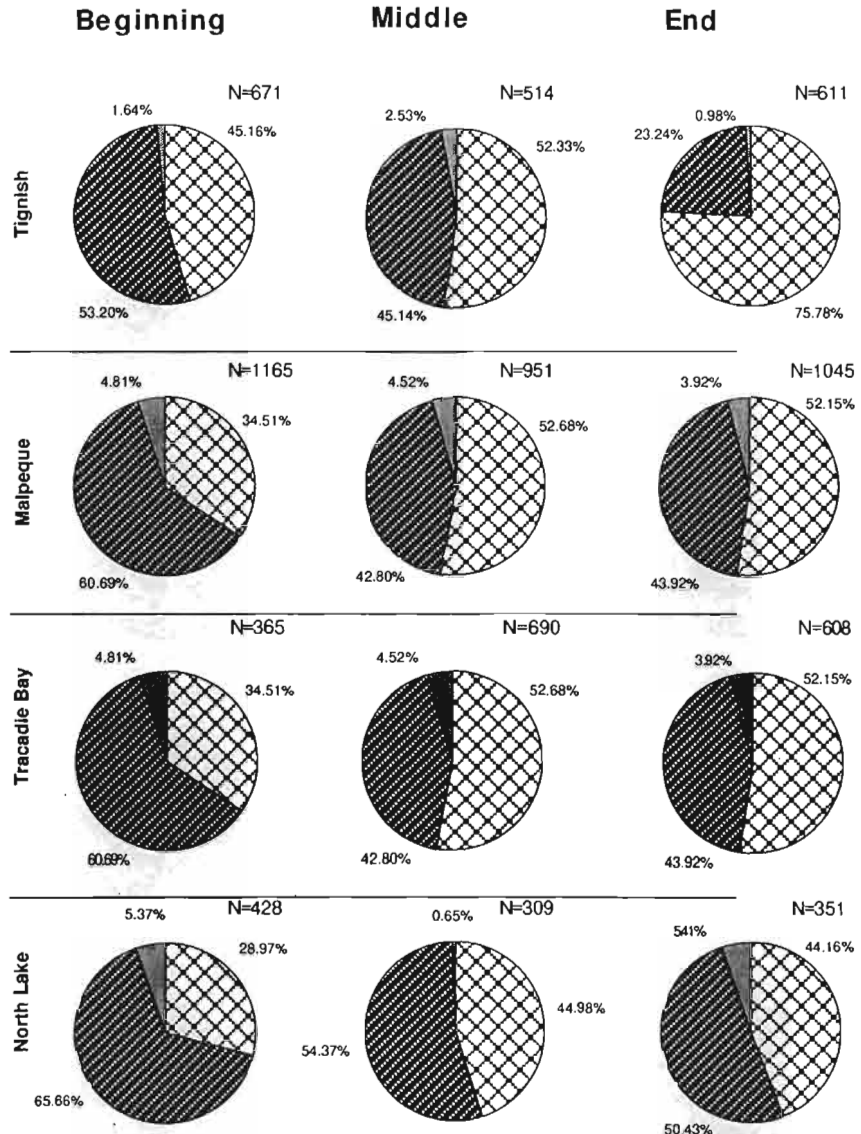 Beginning Middle End
Tignish
N=671
1.64%
45.16%
53.20%
N=514
2.53%
52.33%
45.14%
N=611
0.98%
23.24%
75.78%
Malpeque
N=1165
4.81%
34.51%
60.69%
N=951
4.52%
52.68%
42.80%
N=1045
3.92%
52.15%
43.92%
Tracadie Bay
N=365
4.81%
34.51%
60.69%
N=690
4.52%
52.68%
42.80%
N=608
3.92%
52.15%
43.92%
North Lake
N=428
5.37%
28.97%
65.66%
N=309
0.65%
44.98%
54.37%
N=351
541%
44.16%
50.43%